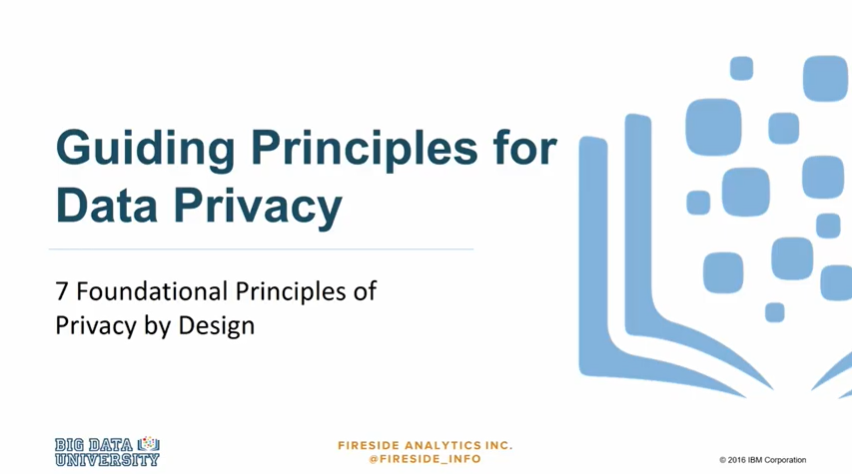 Guiding Principles for
Data Privacy
7 Foundational Principles of
Privacy by Design
BIG DATA
UNIVERSITY
FIRESIDE ANALYTICS INC.
@FIRESIDE_INFO
© 2016 IBM Corporation